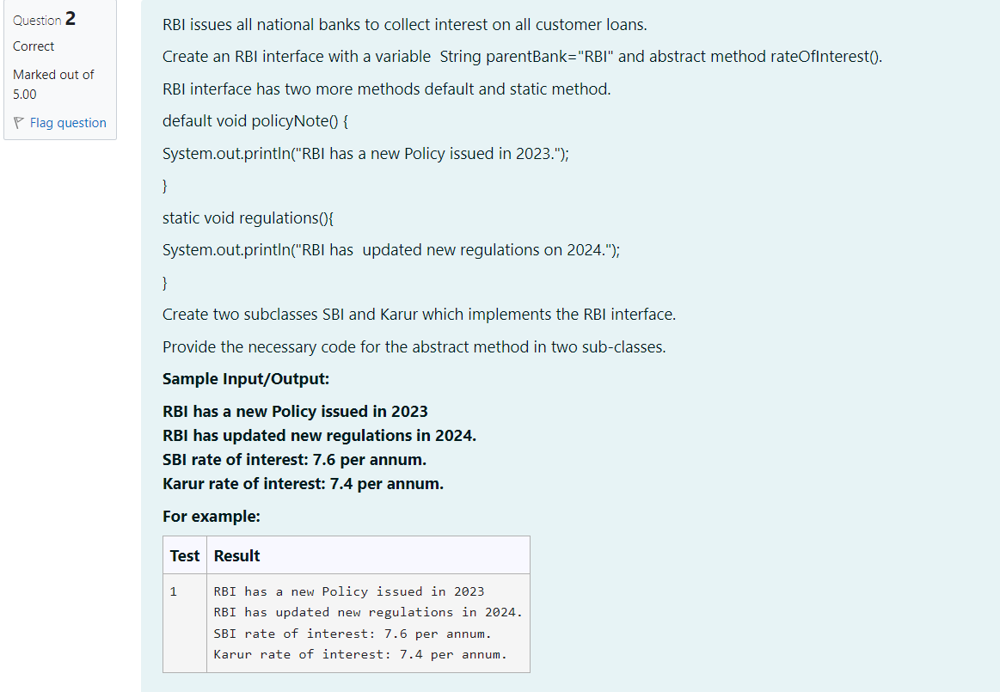 Question 2
Correct
Marked out of
5.00
Flag question
RBI issues all national banks to collect interest on all customer loans.
Create an RBI interface with a variable  String parentBank="RBI" and abstract method rateOfInterest().
RBI interface has two more methods default and static method.
default void policyNote() {
System.out.println("RBI has a new Policy issued in 2023.");
}
static void regulations(){
System.out.println("RBI has  updated new regulations on 2024.");
}
Create two subclasses SBI and Karur which implements the RBI interface.
Provide the necessary code for the abstract method in two sub-classes.
Sample Input/Output:
RBI has a new Policy issued in 2023
RBI has updated new regulations in 2024.
SBI rate of interest: 7.6 per annum.
Karur rate of interest: 7.4 per annum.
For example:
Test Result
1 RBI has a new Policy issued in 2023
RBI has updated new regulations in 2024.
SBI rate of interest: 7.6 per annum.
Karur rate of interest: 7.4 per annum.